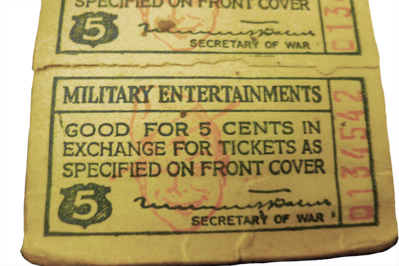 SPECIFIED ON FRONT COVER
5
SECRETARY OF WAR
MILITARY ENTERTAINMENTS
GOOD FOR 5 CENTS IN
EXCHANGE FOR TICKETS AS
SPECIFIED ON FRONT COVER
5
SECRETARY OF WAR
134542